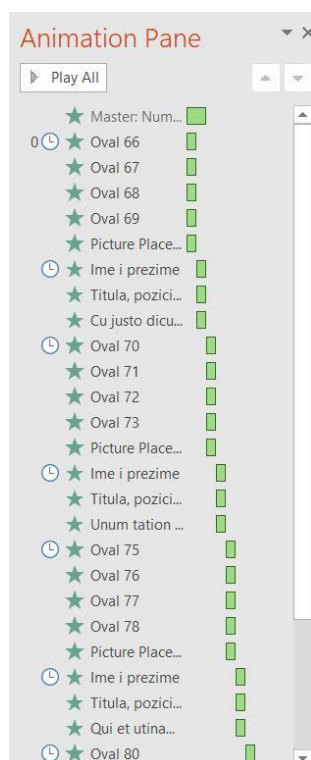 Animation Pane
Play All
Master: Num...
0 Oval 66
Oval 67
Oval 68
Oval 69
Picture Place...
Ime i prezime
Titula, pozici...
Cu justo dicu...
Oval 70
Oval 71
Oval 72
Oval 73
Picture Place...
Ime i prezime
Titula, pozici...
Unum tation ...
Oval 75
Oval 76
Oval 77
Oval 78
Picture Place...
Ime i prezime
Titula, pozici...
Qui et utina...
Oval 80